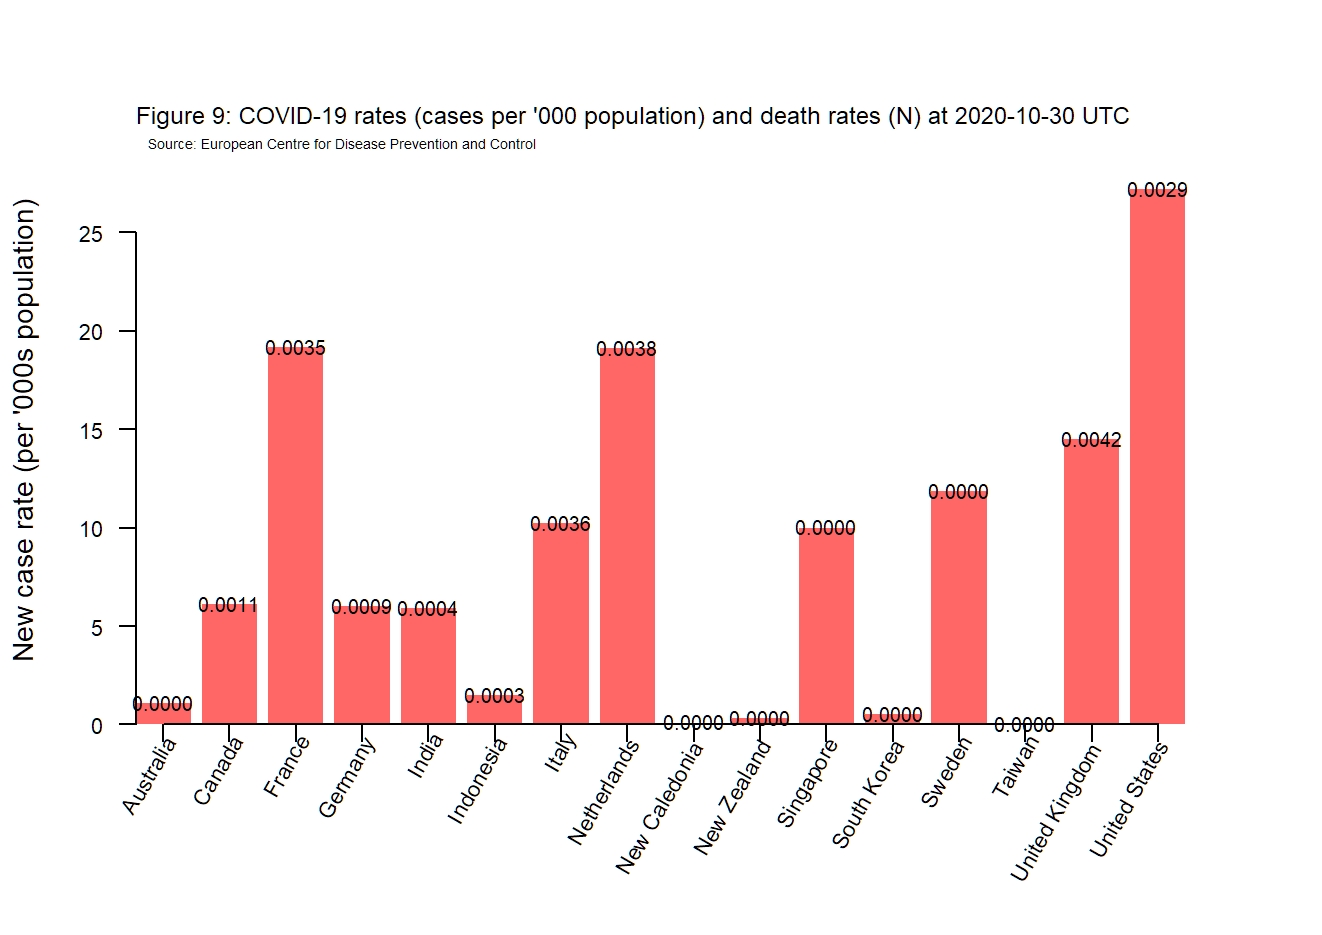 Figure 9: COVID-19 rates (cases per '000 population) and death rates (N) at 2020-10-30 UTC
Source: European Centre for Disease Prevention and Control
New case rate (per '000s population)
25
20
15
10
5
0
0.0000
0.0011
0.0035
0.0009
0.0004
0.0003
0.0036
0.0038
0.0000
0.0000
0.0000
0.0000
0.0000
0.0000
0.0042
0.0029
Australia
Canada
France
Germany
India
Indonesia
Italy
Netherlands
New Caledonia
New Zealand
Singapore
South Korea
Sweden
Taiwan
United Kingdom
United States